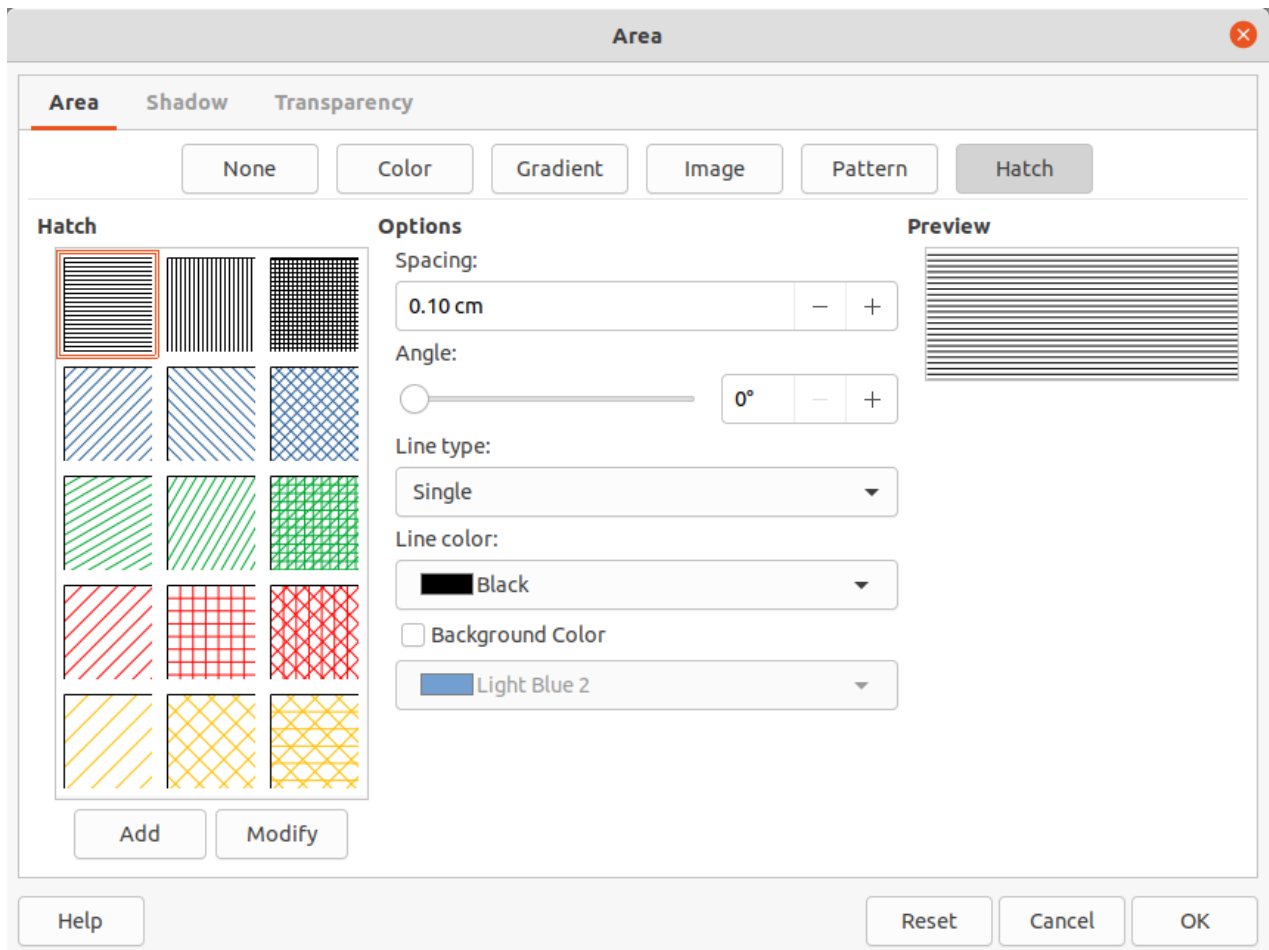 Area
Area Shadow Transparency
None Color Gradient Image Pattern Hatch
Hatch Options Preview
Spacing:
0.10 cm
Angle:
0°
Line type:
Single
Line color:
Black
Background Color
Light Blue 2
Add Modify
Help Reset Cancel OK